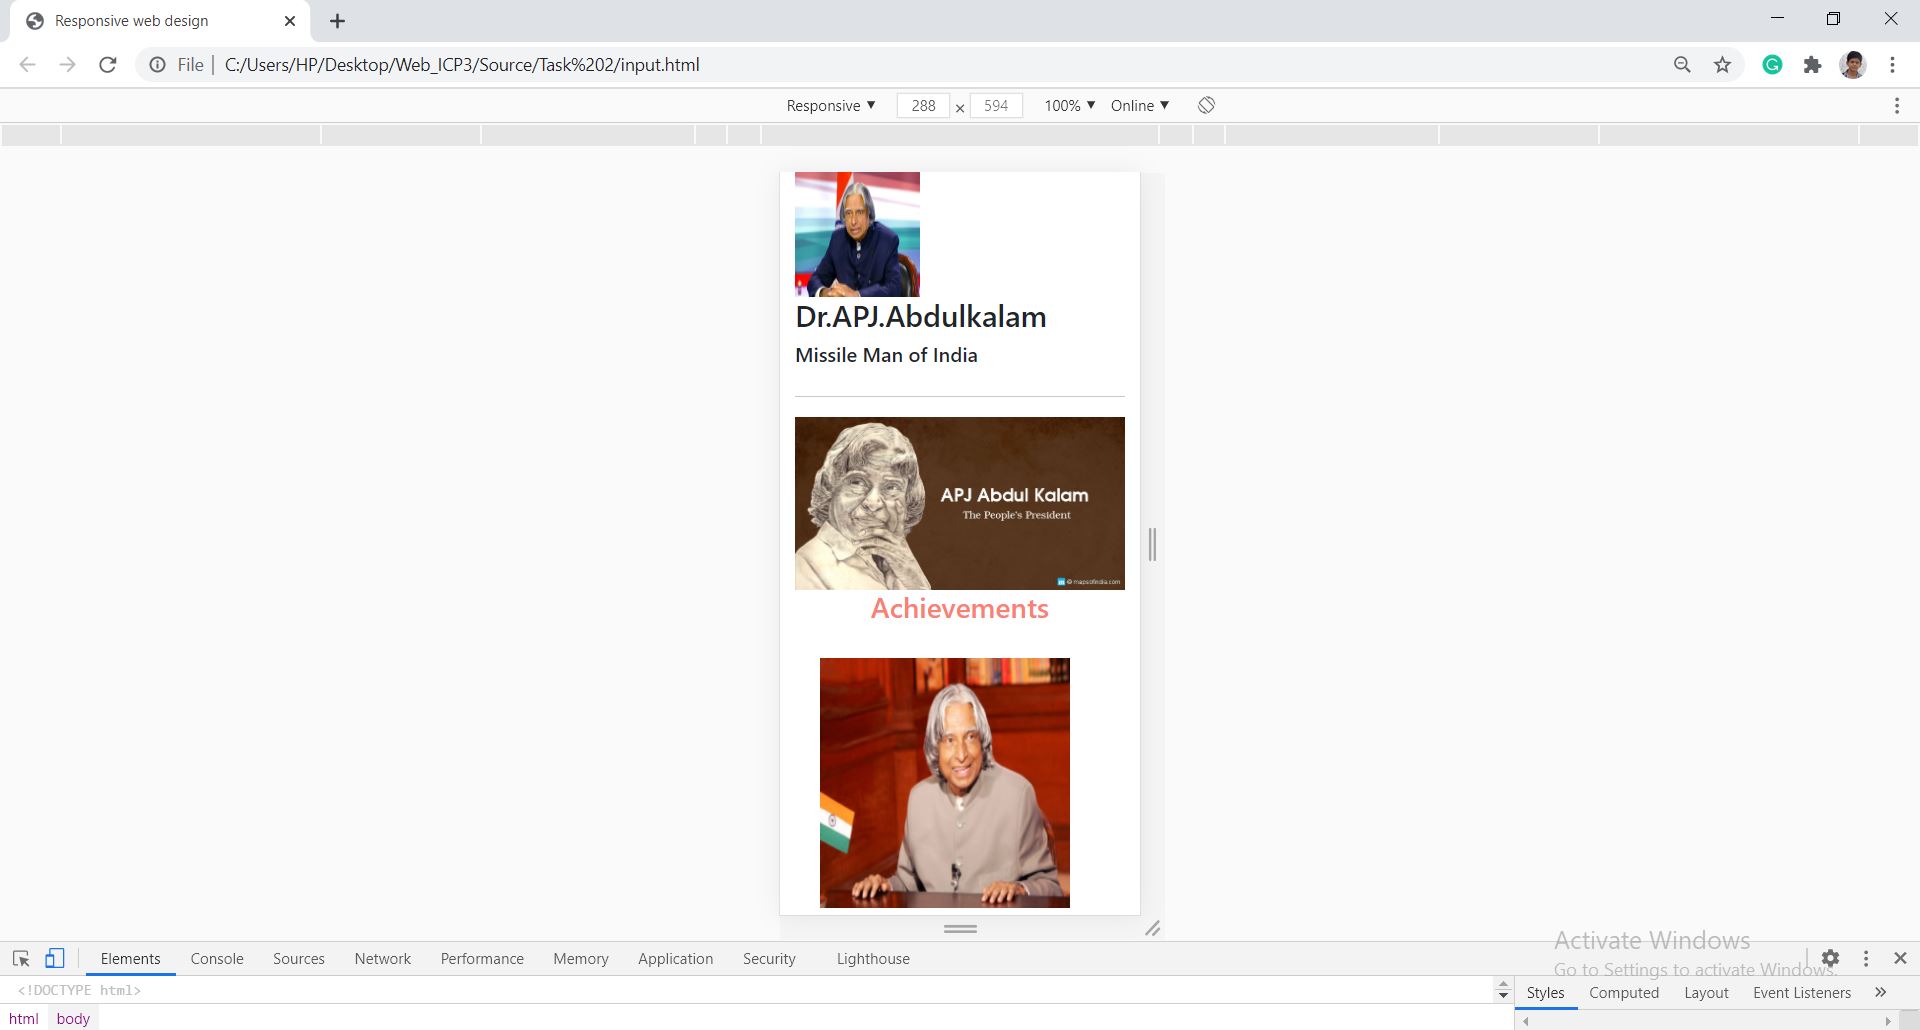 Responsive web design
File
C:/Users/HP/Desktop/Web_ICP3/Source/Task%202/input.html
Responsive ▼ 288 × 594 100% ▼ Online ▼
Dr.APJ.Abdulkalam
Missile Man of India
APJ Abdul Kalam
The People's President
© mapsofindia.com
Achievements
Activate Windows
Go to Settings to activate Windows.
Elements Console Sources Network Performance Memory Application Security Lighthouse
<!DOCTYPE html>
Styles Computed Layout Event Listeners »
html body